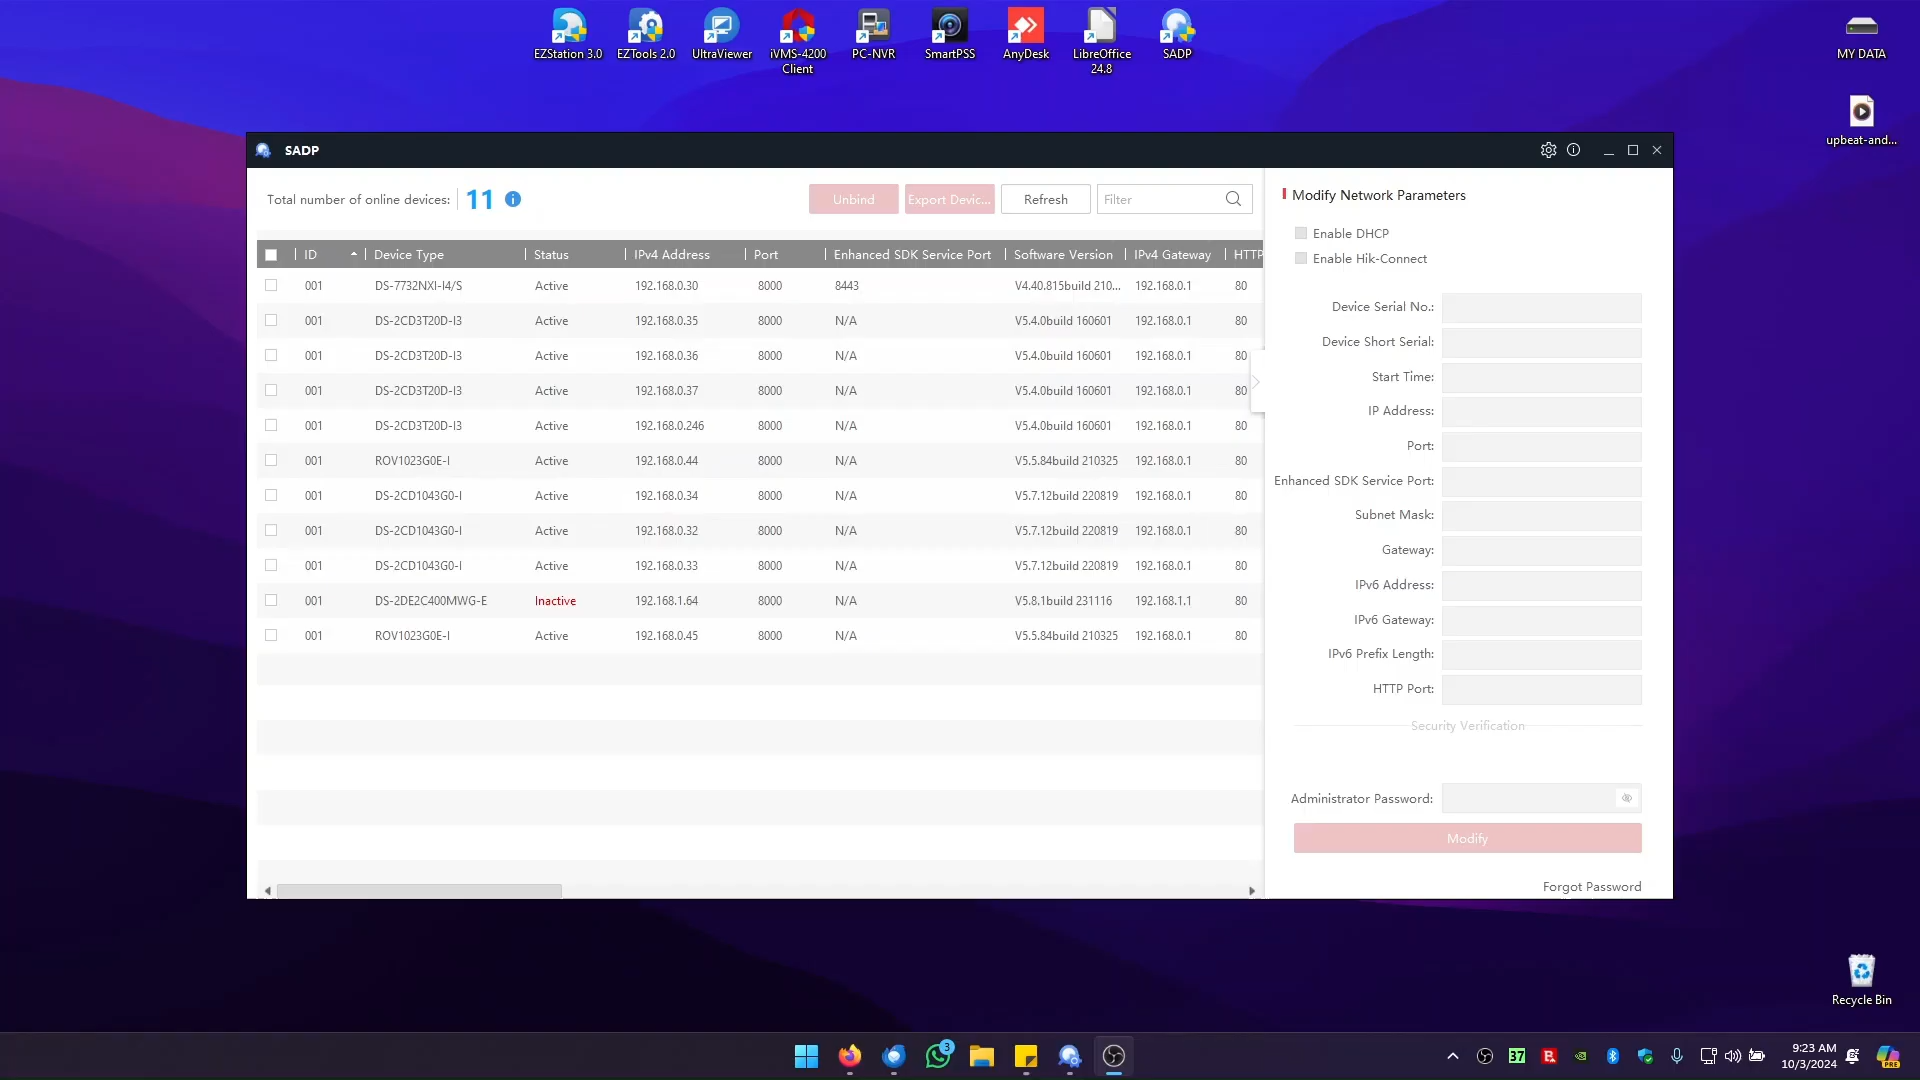 EZStation 3.0
EZTools 2.0
UltraViewer
iVMS-4200
Client
PC-NVR
SmartPSS
AnyDesk
LibreOffice
24.8
SADP
MY DATA
upbeat-and...
SADP
Total number of online devices: 11
Unbind
Export Devic...
Refresh
Filter
ID Device Type Status IPv4 Address Port Enhanced SDK Service Port Software Version IPv4 Gateway HTTP
001 DS-7732NXI-I4/S Active 192.168.0.30 8000 8443 V4.40.815build 210... 192.168.0.1 80
001 DS-2CD3T20D-I3 Active 192.168.0.35 8000 N/A V5.4.0build 160601 192.168.0.1 80
001 DS-2CD3T20D-I3 Active 192.168.0.36 8000 N/A V5.4.0build 160601 192.168.0.1 80
001 DS-2CD3T20D-I3 Active 192.168.0.37 8000 N/A V5.4.0build 160601 192.168.0.1 80
001 DS-2CD3T20D-I3 Active 192.168.0.246 8000 N/A V5.4.0build 160601 192.168.0.1 80
001 ROV1023G0E-I Active 192.168.0.44 8000 N/A V5.5.84build 210325 192.168.0.1 80
001 DS-2CD1043G0-I Active 192.168.0.34 8000 N/A V5.7.12build 220819 192.168.0.1 80
001 DS-2CD1043G0-I Active 192.168.0.32 8000 N/A V5.7.12build 220819 192.168.0.1 80
001 DS-2CD1043G0-I Active 192.168.0.33 8000 N/A V5.7.12build 220819 192.168.0.1 80
001 DS-2DE2C400MWG-E Inactive 192.168.1.64 8000 N/A V5.8.1build 231116 192.168.1.1 80
001 ROV1023G0E-I Active 192.168.0.45 8000 N/A V5.5.84build 210325 192.168.0.1 80
Modify Network Parameters
Enable DHCP
Enable Hik-Connect
Device Serial No.:
Device Short Serial:
Start Time:
IP Address:
Port:
Enhanced SDK Service Port:
Subnet Mask:
Gateway:
IPv6 Address:
IPv6 Gateway:
IPv6 Prefix Length:
HTTP Port:
Security Verification
Administrator Password:
Modify
Forgot Password
Recycle Bin
3
37
9:23 AM
10/3/2024
PRE